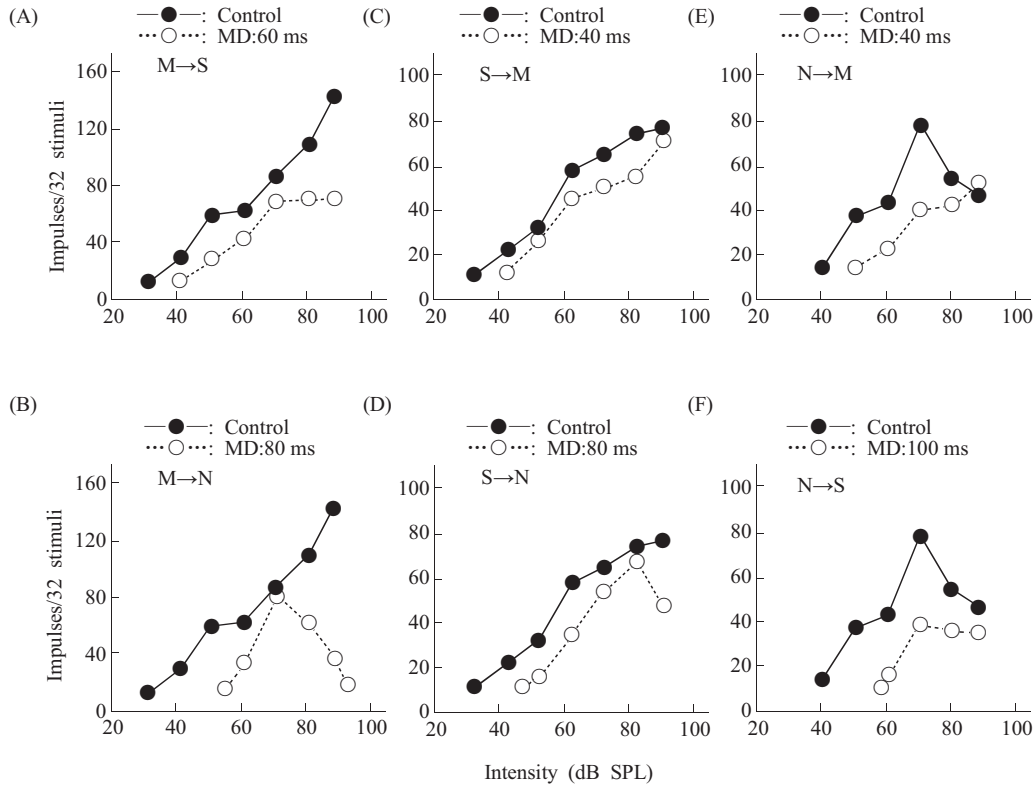 (A)
Control
MD:60 ms
M→S
160
120
80
40
0
20 40 60 80 100
Impulses/32 stimuli
(C)
Control
MD:40 ms
S→M
100
80
60
40
20
0
20 40 60 80 100
(E)
Control
MD:40 ms
N→M
100
80
60
40
20
0
20 40 60 80 100
(B)
Control
MD:80 ms
M→N
160
120
80
40
0
20 40 60 80 100
Impulses/32 stimuli
(D)
Control
MD:80 ms
S→N
100
80
60
40
20
0
20 40 60 80 100
(F)
Control
MD:100 ms
N→S
100
80
60
40
20
0
20 40 60 80 100
Intensity (dB SPL)